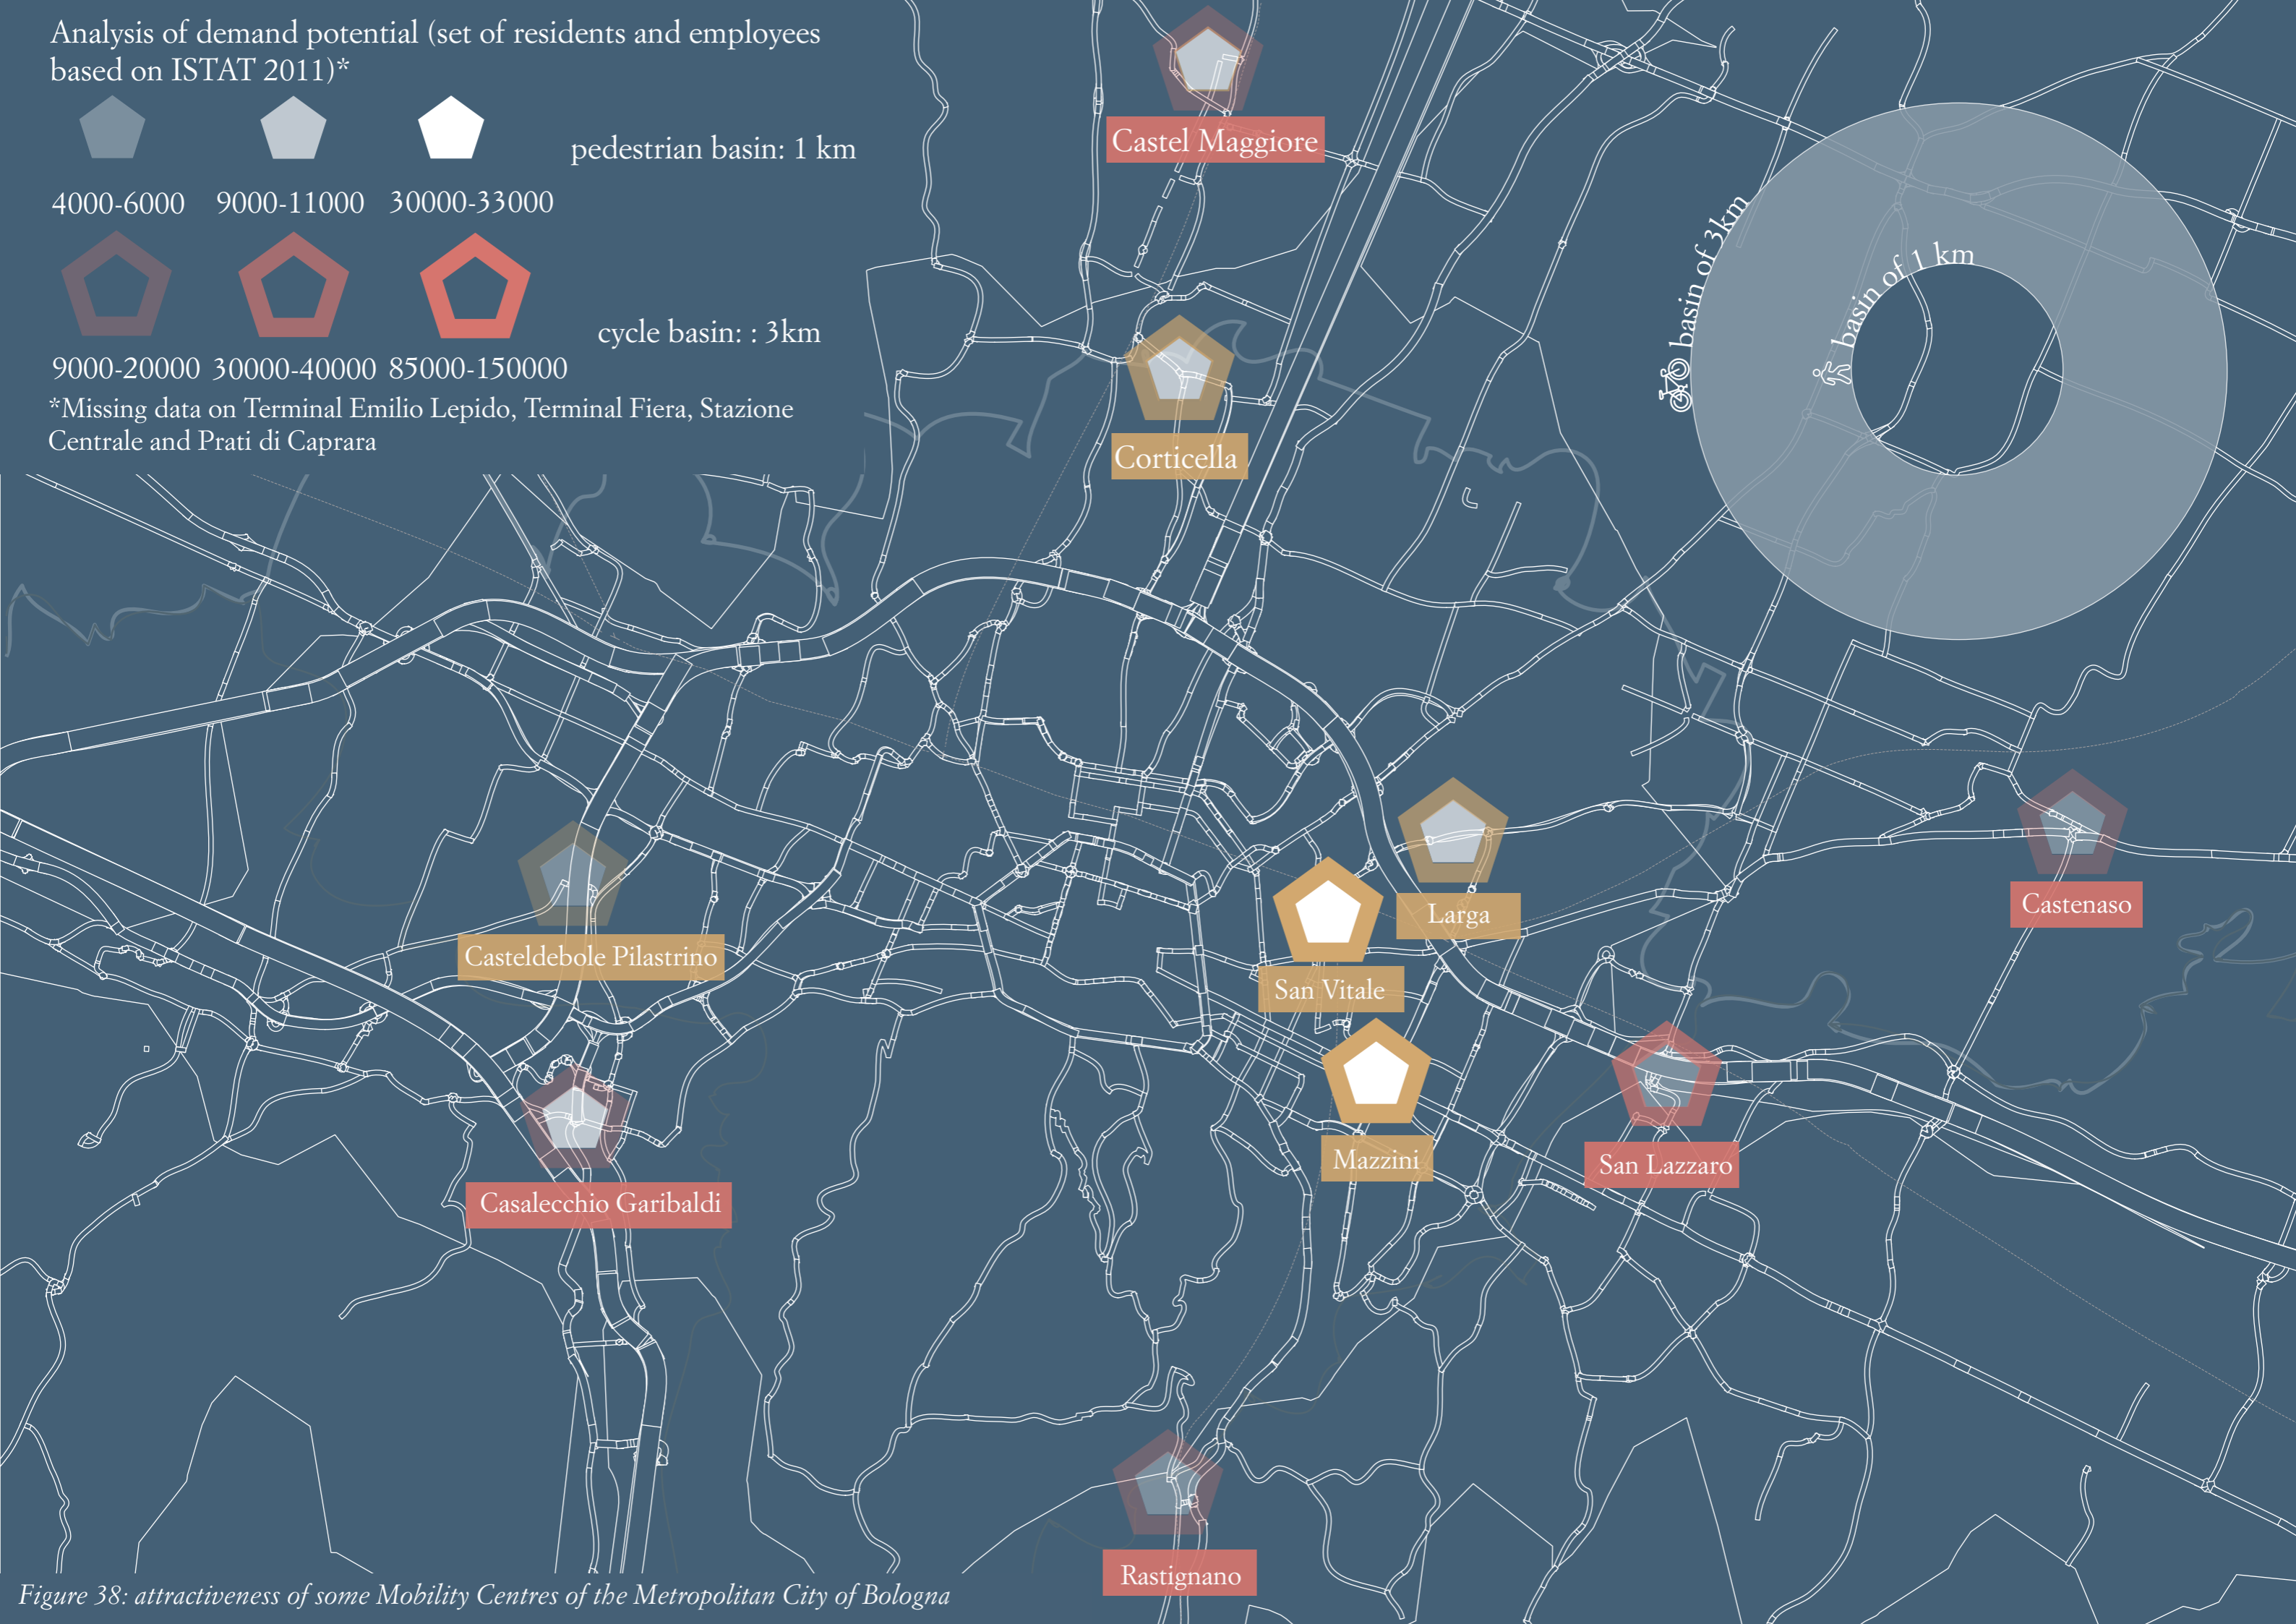 Analysis of demand potential (set of residents and employees
based on ISTAT 2011)*
pedestrian basin: 1 km
4000-6000 9000-11000 30000-33000
cycle basin: : 3km
9000-20000 30000-40000 85000-150000
*Missing data on Terminal Emilio Lepido, Terminal Fiera, Stazione
Centrale and Prati di Caprara
Castel Maggiore
basin of 3km
basin of 1 km
Corticella
Larga
Castenaso
Casteldebole Pilastrino
San Vitale
Mazzini
San Lazzaro
Casalecchio Garibaldi
Rastignano
Figure 38: attractiveness of some Mobility Centres of the Metropolitan City of Bologna